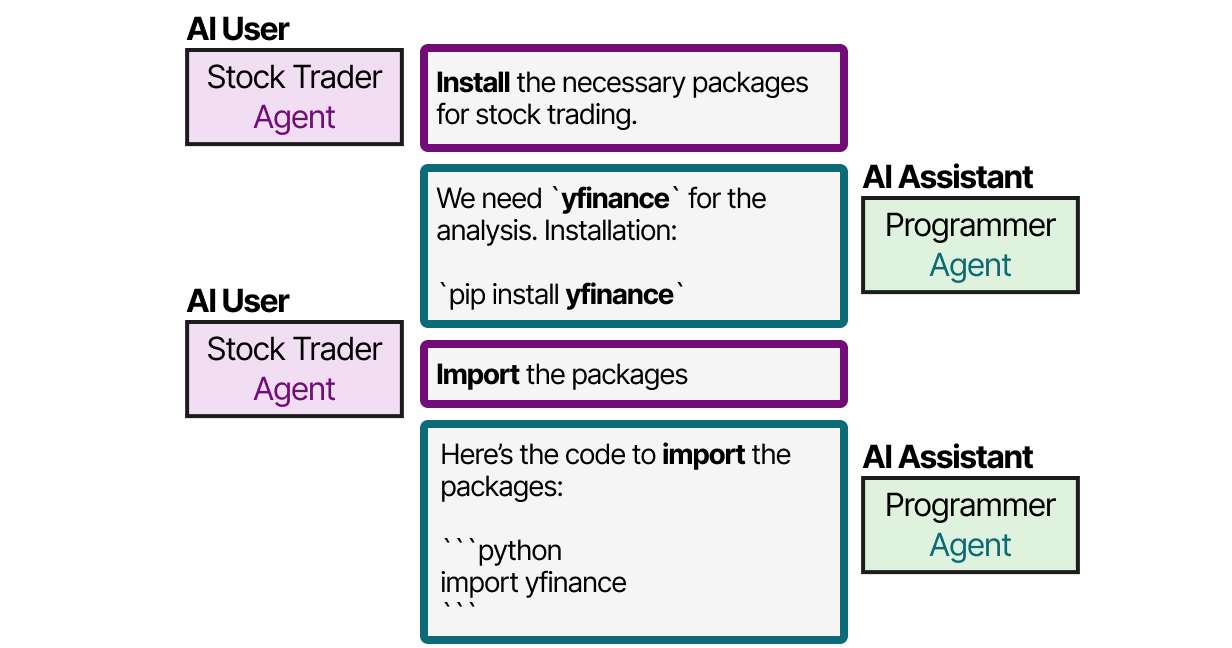 AI User
Stock Trader
Agent
Install the necessary packages
for stock trading.
AI Assistant
Programmer
Agent
We need `yfinance` for the
analysis. Installation:
`pip install yfinance`
AI User
Stock Trader
Agent
Import the packages
AI Assistant
Programmer
Agent
Here’s the code to import the
packages:
```python
import yfinance
```